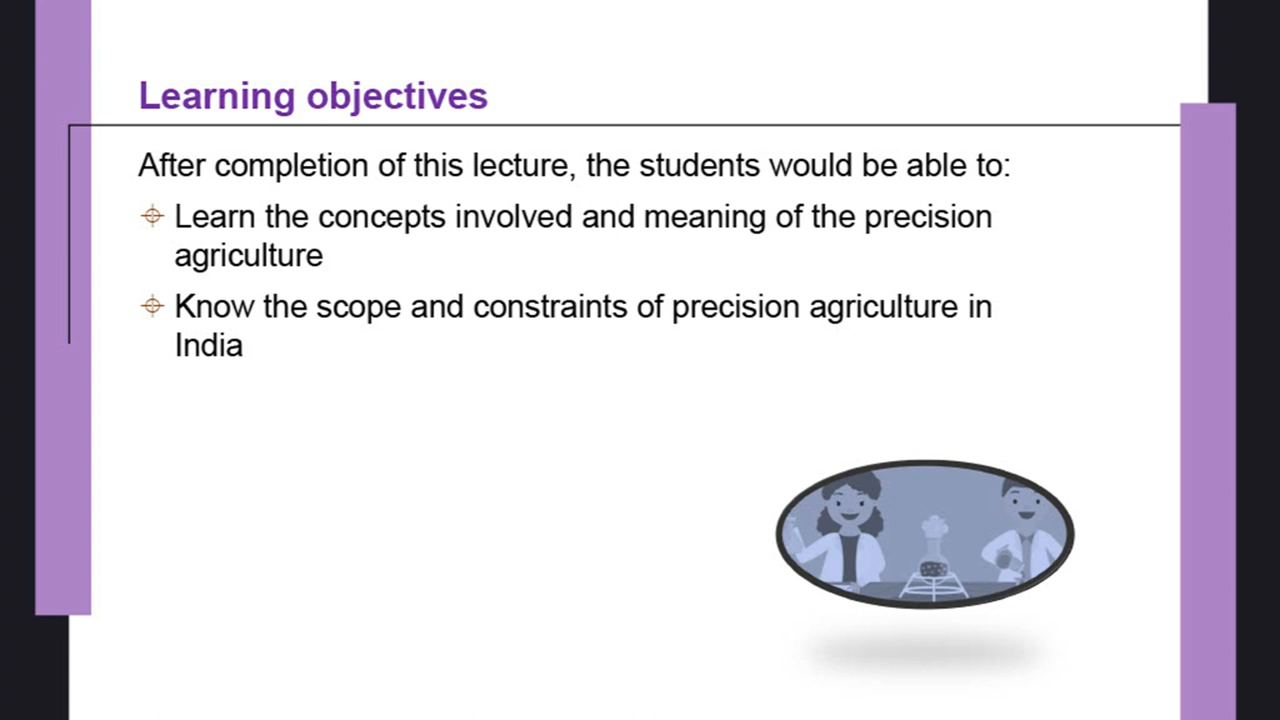 Learning objectives
After completion of this lecture, the students would be able to:
Learn the concepts involved and meaning of the precision
agriculture
Know the scope and constraints of precision agriculture in
India